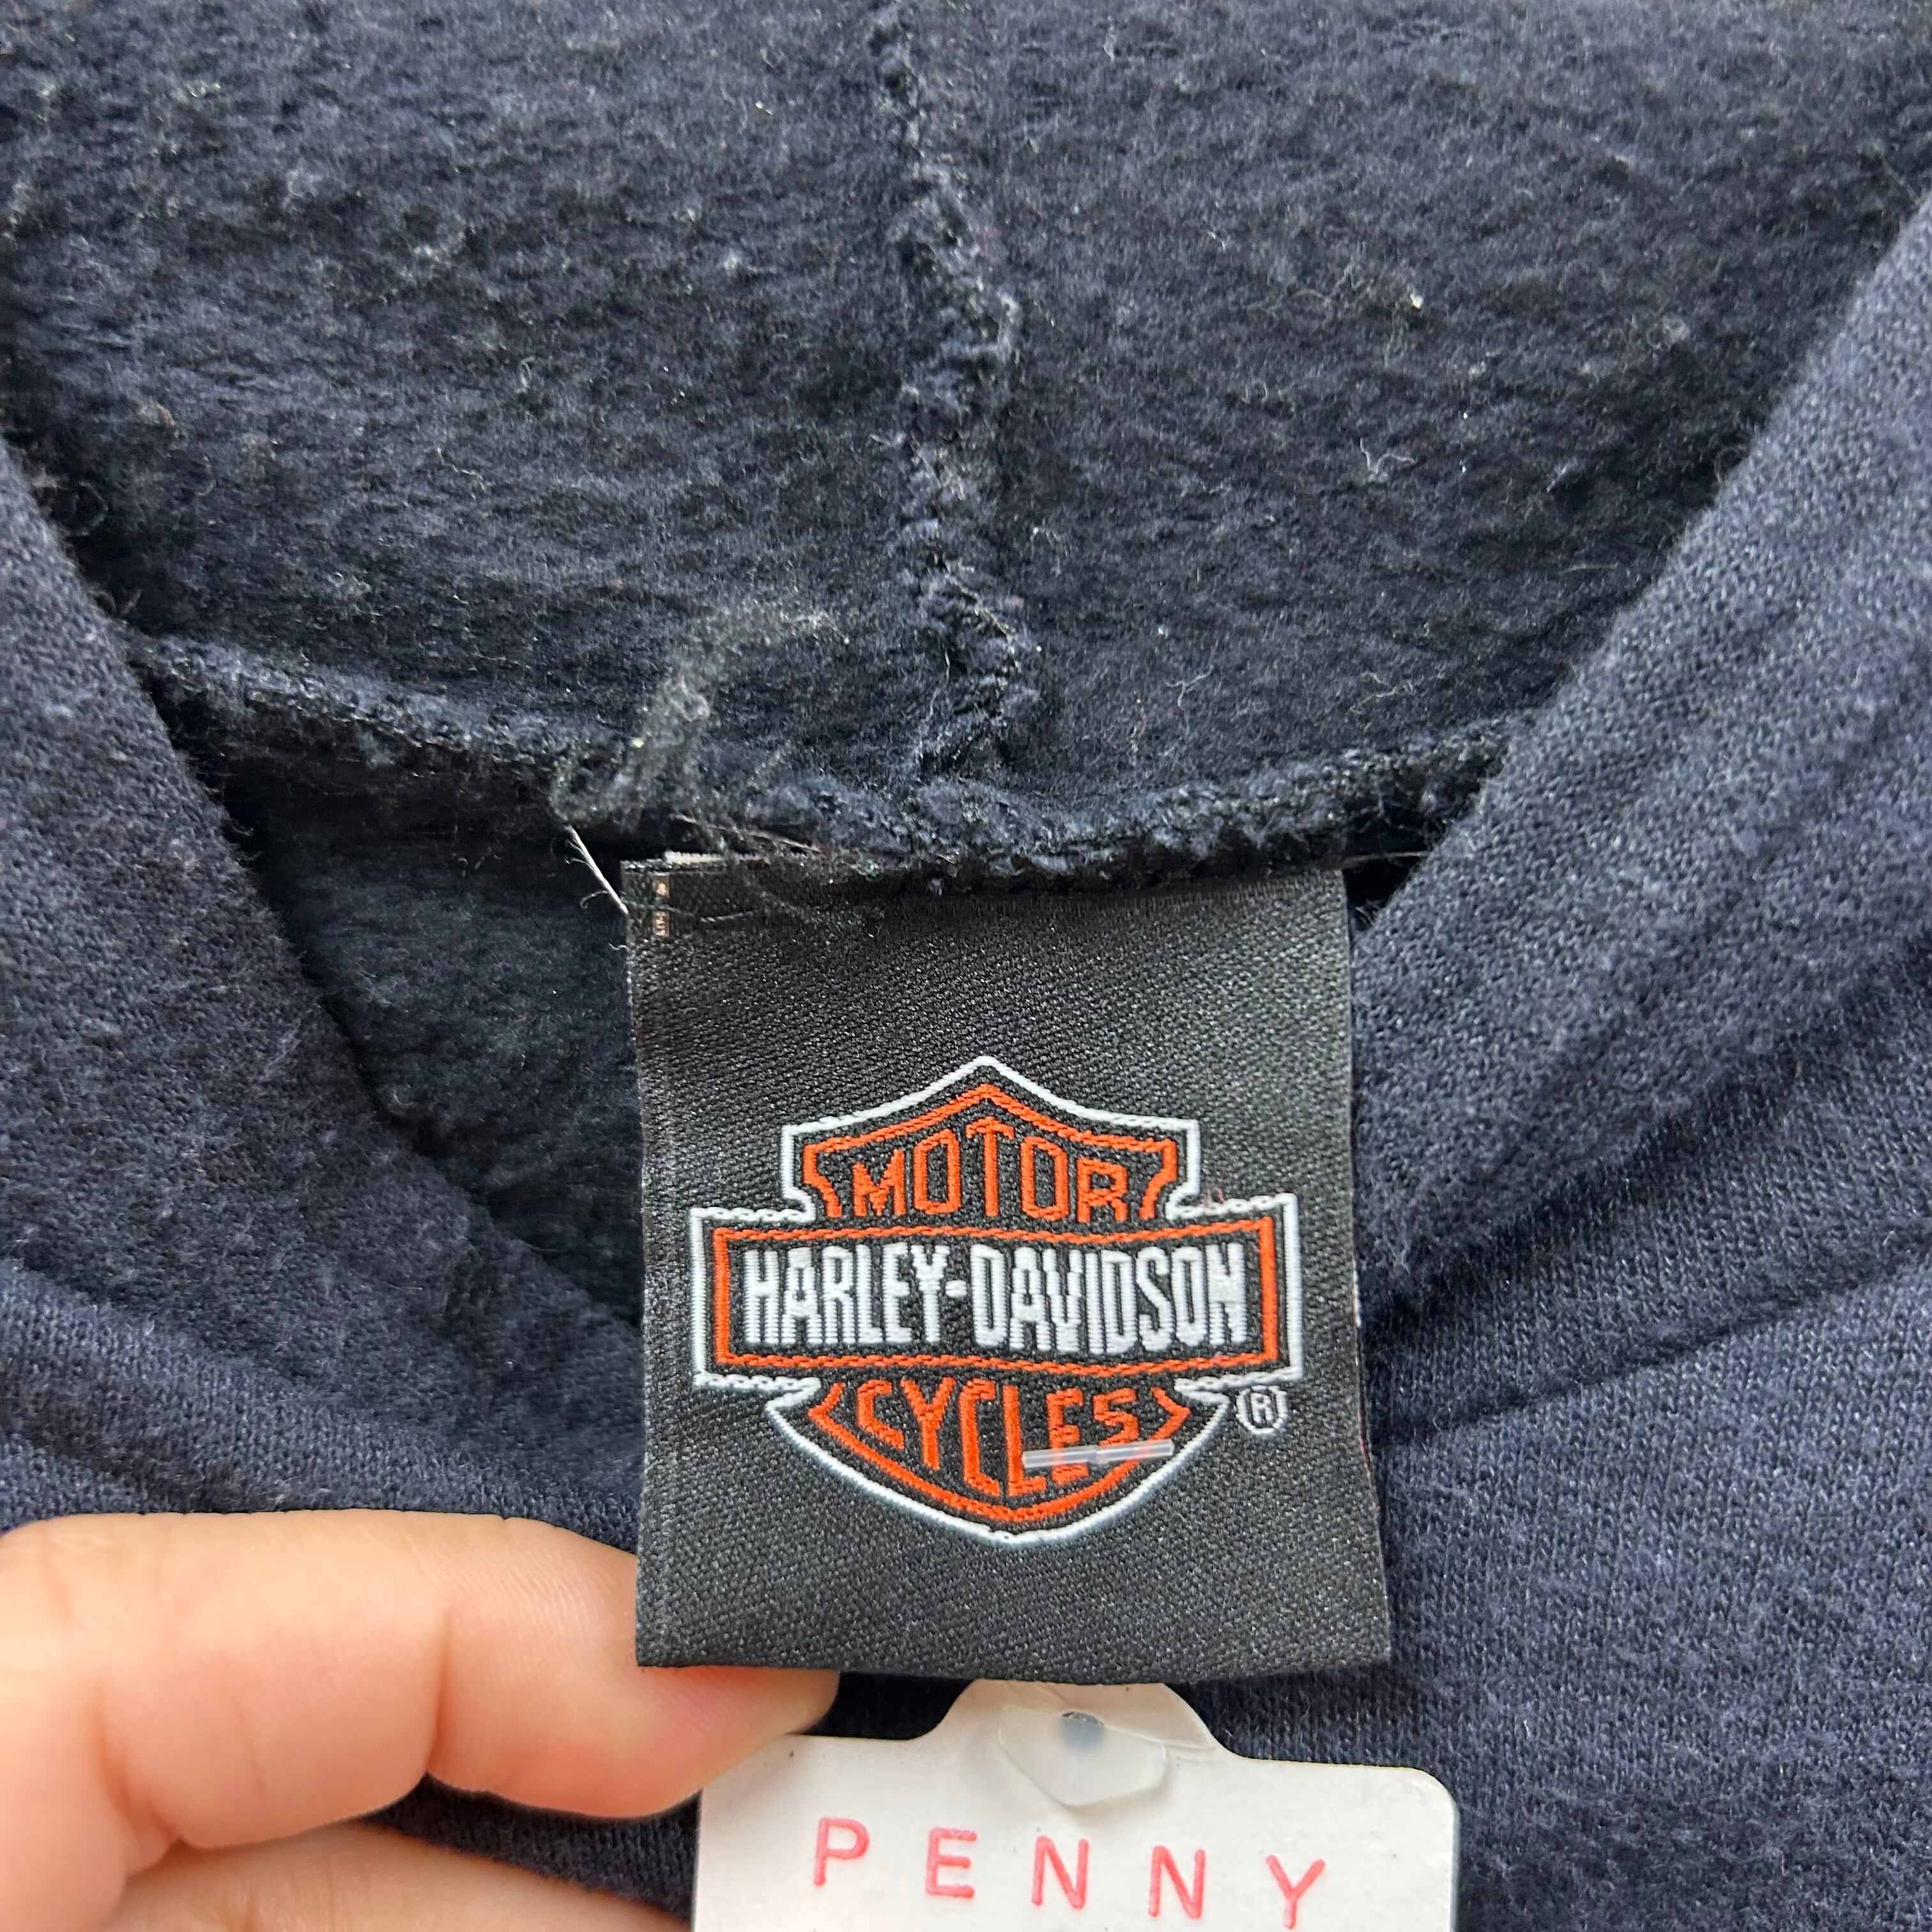 MOTOR
HARLEY-DAVIDSON
CYCLES
®
PENNY